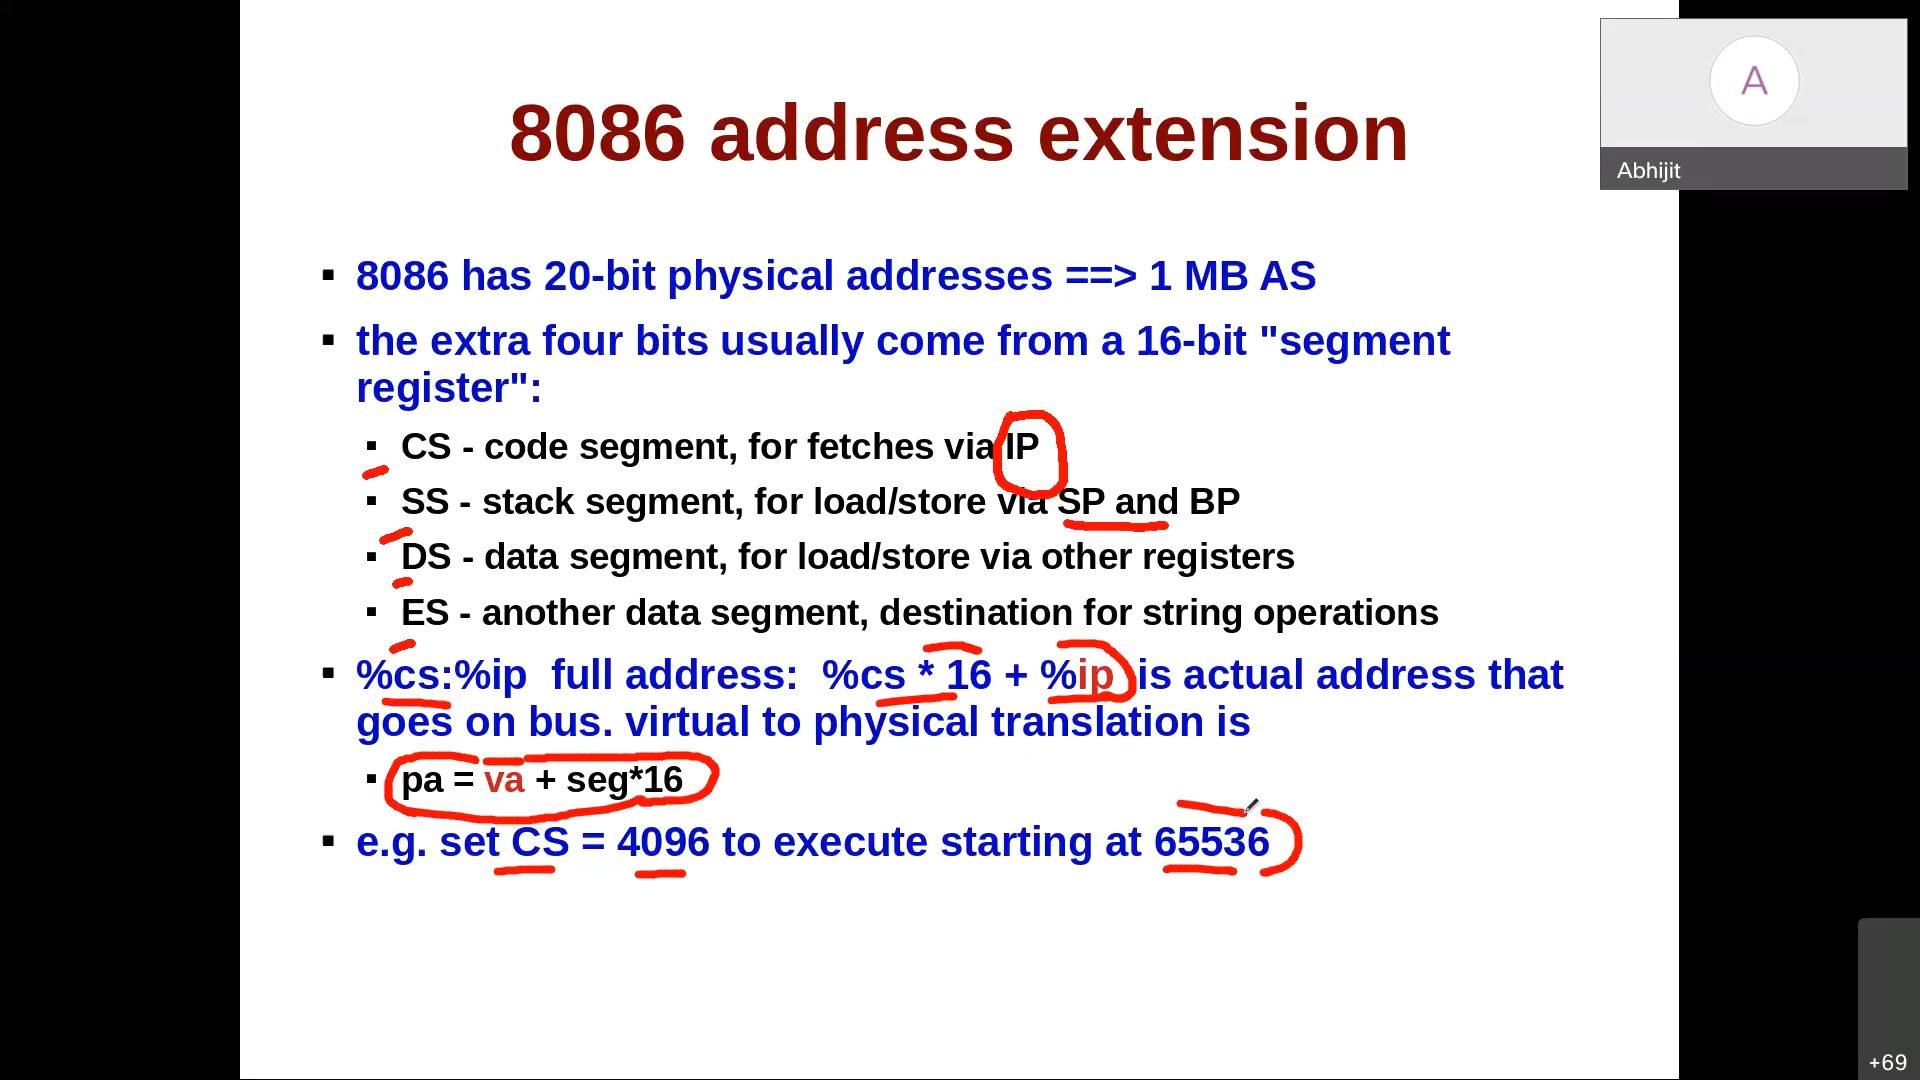 8086 address extension
A
Abhijit
8086 has 20-bit physical addresses ==> 1 MB AS
the extra four bits usually come from a 16-bit "segment
register":
CS - code segment, for fetches via IP
SS - stack segment, for load/store via SP and BP
DS - data segment, for load/store via other registers
ES - another data segment, destination for string operations
%cs:%ip full address: %cs * 16 + %ip is actual address that
goes on bus. virtual to physical translation is
pa = va + seg*16
e.g. set CS = 4096 to execute starting at 65536
+69